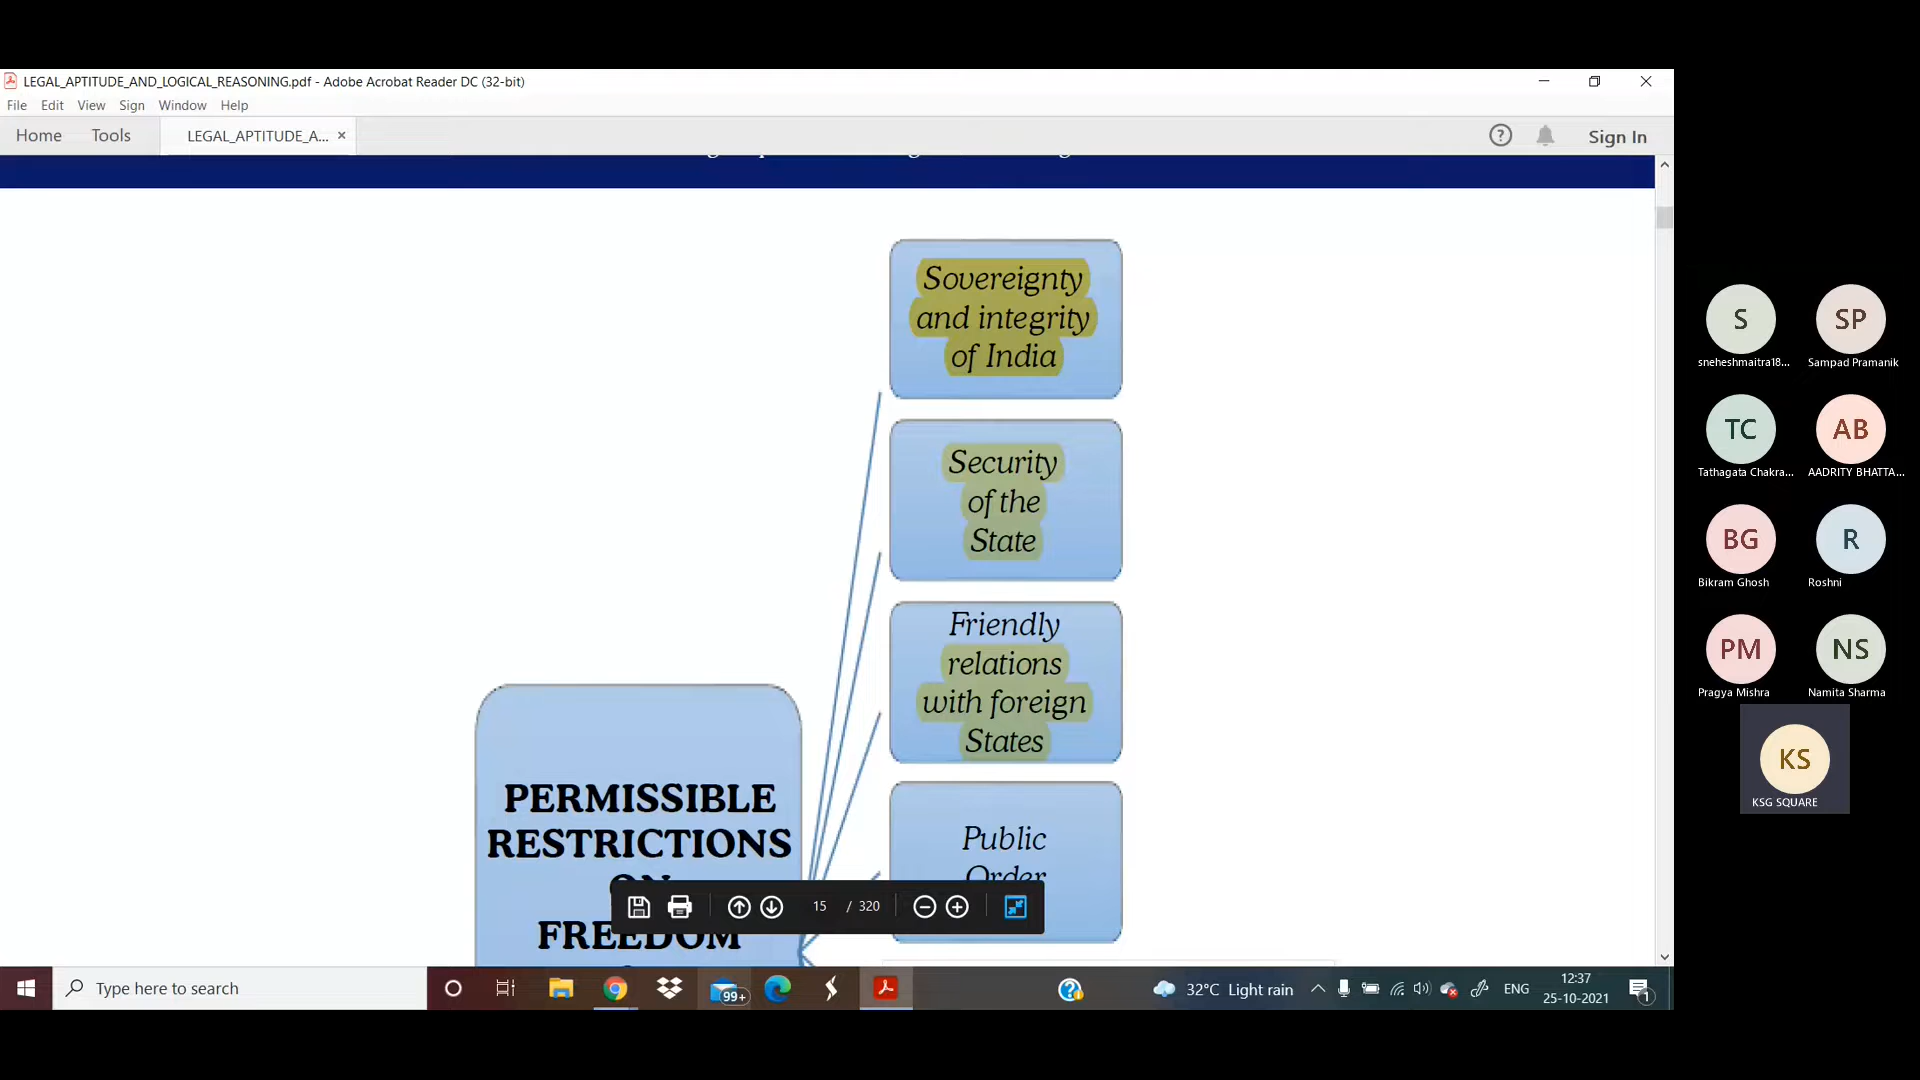 LEGAL_APTITUDE_AND_LOGICAL_REASONING.pdf - Adobe Acrobat Reader DC (32-bit)
File Edit View Sign Window Help
Home Tools LEGAL_APTITUDE_A... × Sign In
Sovereignty
and integrity
of India
Security
of the
State
Friendly
relations
with foreign
States
Public
Order
PERMISSIBLE
RESTRICTIONS
ON
FREEDOM
15 / 320
S
sneheshmaitra18...
SP
Sampad Pramanik
TC
Tathagata Chakra...
AB
AADRITY BHATTA...
BG
Bikram Ghosh
R
Roshni
PM
Pragya Mishra
NS
Namita Sharma
KS
KSG SQUARE
Type here to search
99+
32°C Light rain
ENG
12:37
25-10-2021
1